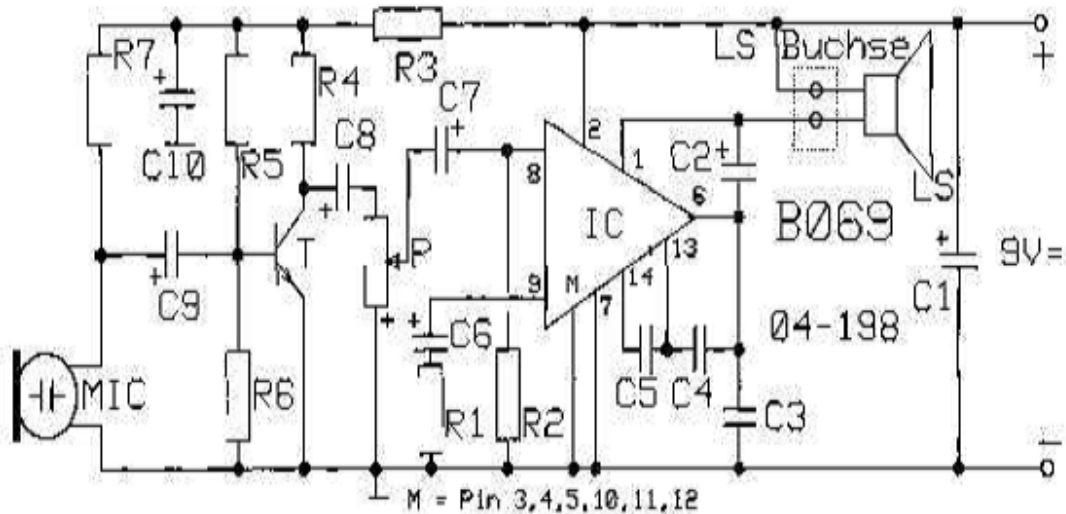 R7
C10
R5
R4
R3
C8
C7
LS Buchse
+
2
1
C2
8
6
LS
IC
B069
T
P
C9
13
9V=
9
M
14
7
C1
C6
04-198
MIC
R6
R1
R2
C5
C4
C3
M = Pin 3,4,5,10,11,12